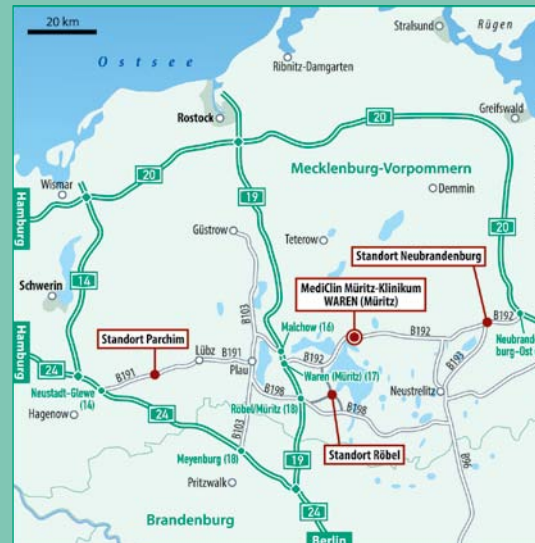 20 km
Stralsund
Rügen
Ostsee
Ribnitz-Damgarten
Rostock
Greifswald
20
20
Mecklenburg-Vorpommern
Wismar
19
Demmin
Hamburg
20
Güstrow
Teterow
14
Standort Neubrandenburg
Schwerin
B103
MediClin Müritz-Klinikum
WAREN (Müritz)
B192
Hamburg
Standort Parchim
Malchow (16)
B192
Neubrande
burg-Ost
24
Lübz
B191
B192
B193
Plau
Waren (Müritz) (17)
B191
Neustadt-Glewe
(14)
B198
Neustrelitz
Hagenow
24
Röbel/Müritz (18)
B198
B103
Standort Röbel
B96
Meyenburg (18)
19
Pritzwalk
Brandenburg
24
Berlin